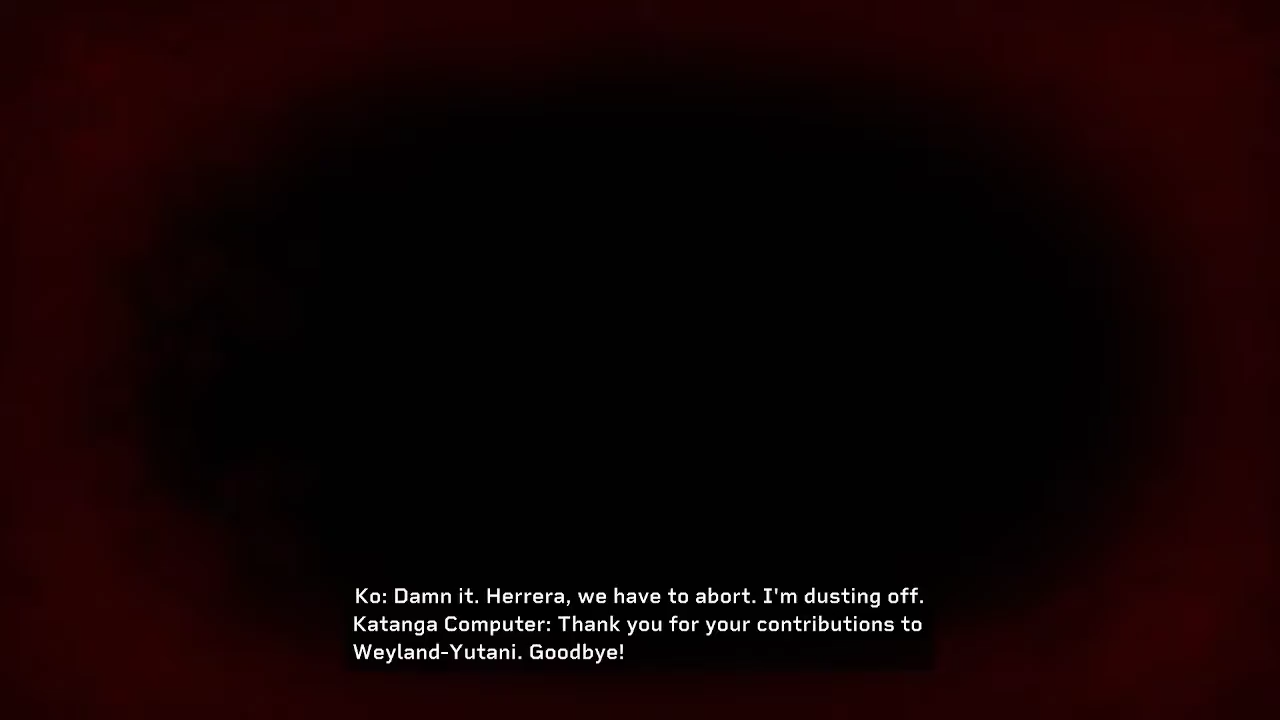 Ko: Damn it. Herrera, we have to abort. I'm dusting off.
Katanga Computer: Thank you for your contributions to
Weyland-Yutani. Goodbye!